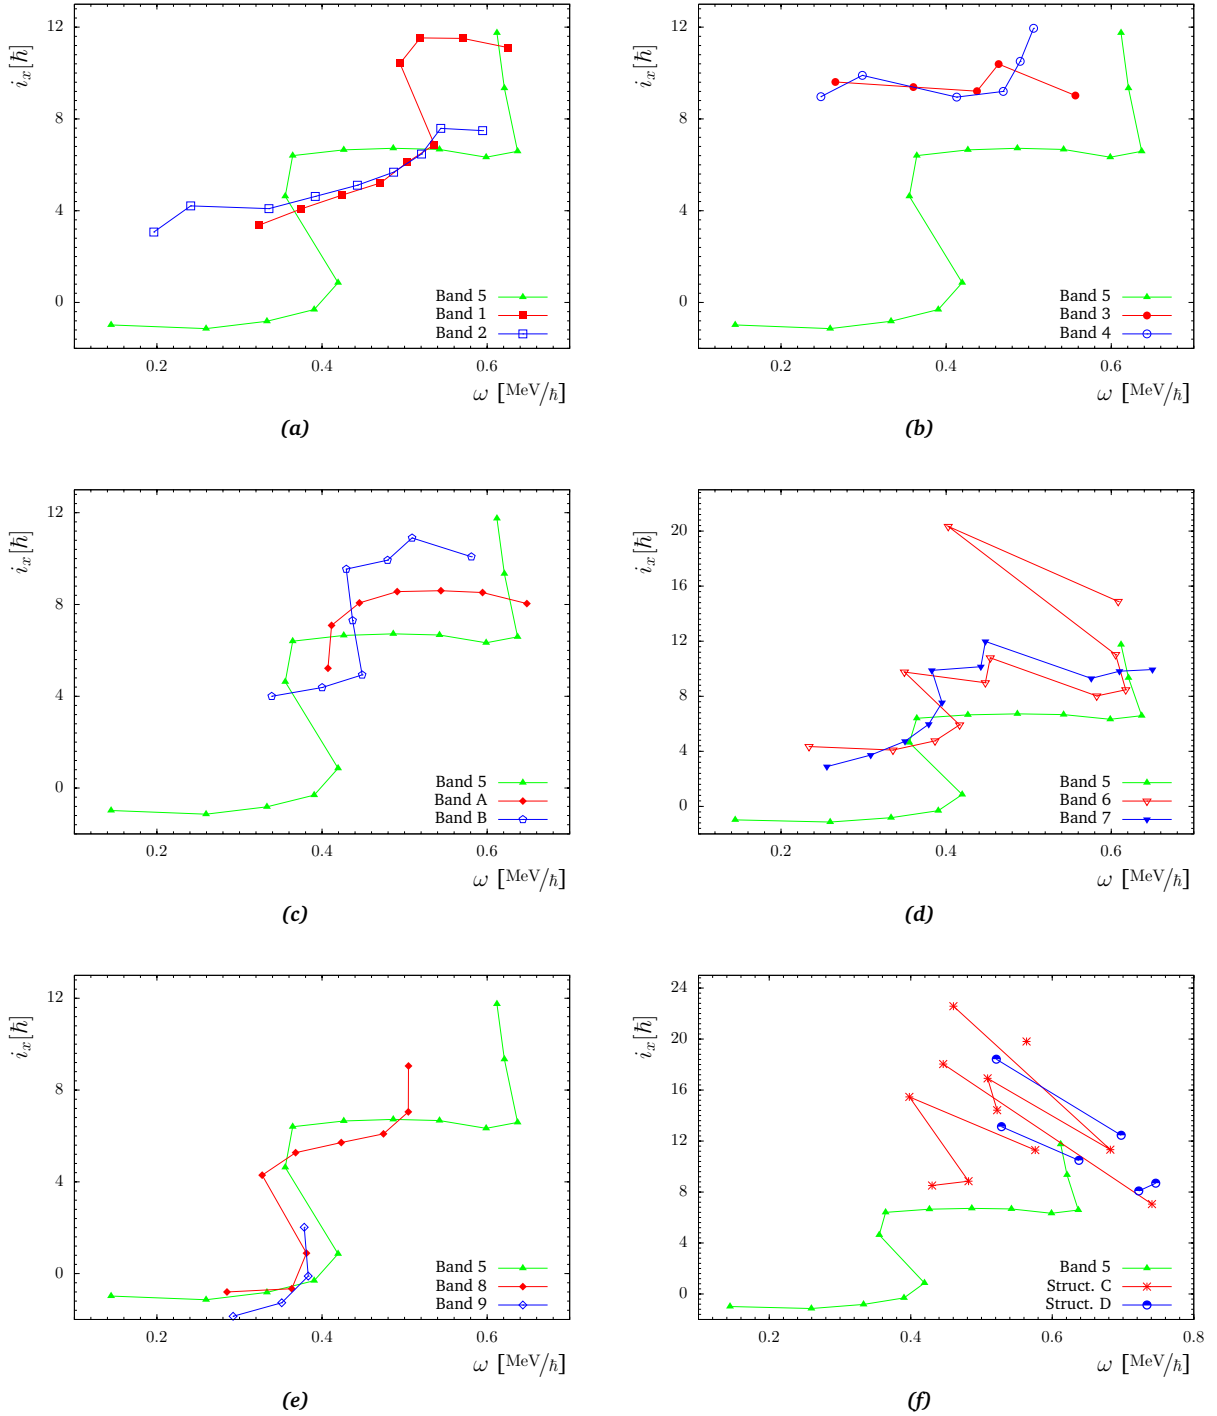 12
8
4
0
iₓ[ħ]
Band 5
Band 1
Band 2
0.2 0.4 0.6
ω [MeV/ħ]
(a)
12
8
4
0
iₓ[ħ]
Band 5
Band 3
Band 4
0.2 0.4 0.6
ω [MeV/ħ]
(b)
12
8
4
0
iₓ[ħ]
Band 5
Band A
Band B
0.2 0.4 0.6
ω [MeV/ħ]
(c)
20
16
12
8
4
0
iₓ[ħ]
Band 5
Band 6
Band 7
0.2 0.4 0.6
ω [MeV/ħ]
(d)
12
8
4
0
iₓ[ħ]
Band 5
Band 8
Band 9
0.2 0.4 0.6
ω [MeV/ħ]
(e)
24
20
16
12
8
4
0
iₓ[ħ]
Band 5
Struct. C
Struct. D
0.2 0.4 0.6 0.8
ω [MeV/ħ]
(f)